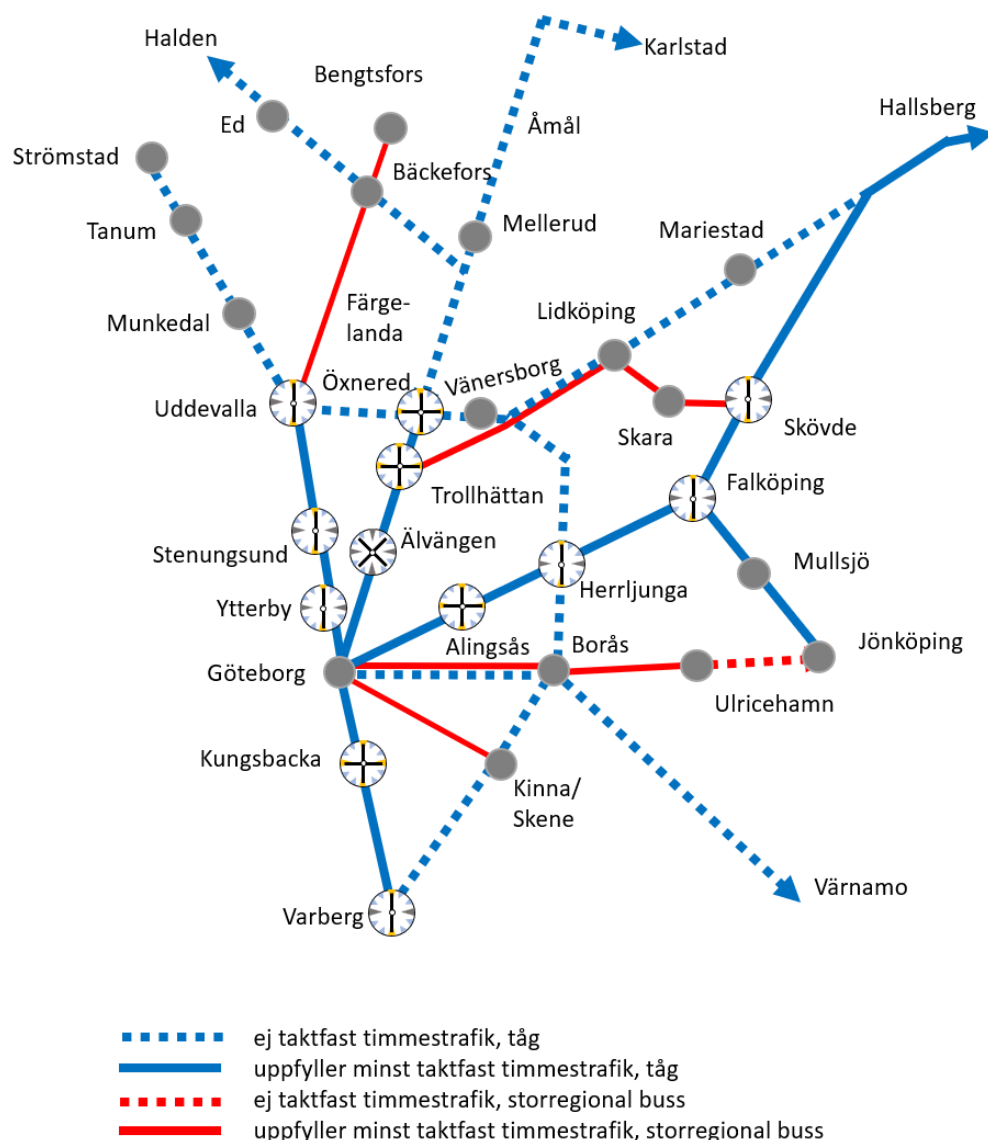 Halden
Karlstad
Bengtsfors
Hallsberg
Ed
Åmål
Strömstad
Bäckefors
Tanum
Mellerud
Mariestad
Munkedal
Färge-
landa
Lidköping
Öxnered
Vänersborg
Uddevalla
Skara
Skövde
Trollhättan
Falköping
Stenungsund
Älvängen
Mullsjö
Ytterby
Herrljunga
Alingsås
Borås
Jönköping
Göteborg
Ulricehamn
Kungsbacka
Kinna/
Skene
Värnamo
Varberg
ej taktfast timmestrafik, tåg
uppfyller minst taktfast timmestrafik, tåg
ej taktfast timmestrafik, storregional buss
uppfyller minst taktfast timmestrafik, storregional buss